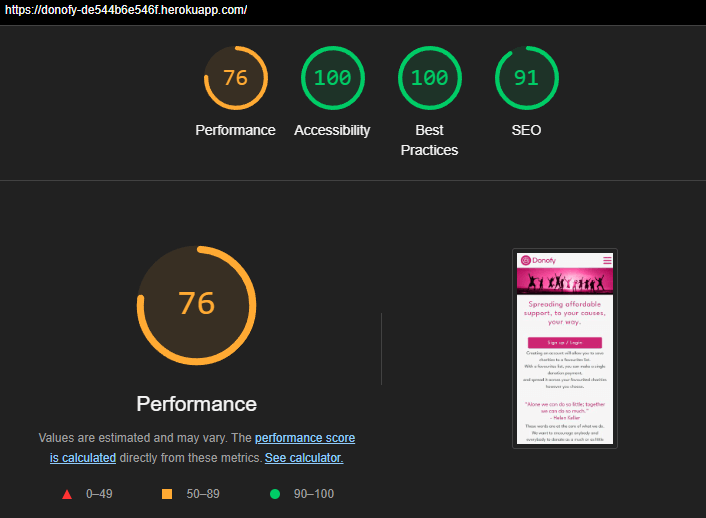 https://donofy-de544b6e546f.herokuapp.com/
76
100
100
91
Performance
Accessibility
Best
Practices
SEO
76
Performance
Values are estimated and may vary. The performance score
is calculated directly from these metrics. See calculator.
0–49
50–89
90–100
Donofy
Spreading affordable
support, to your causes,
your way.
Sign up / Login
Creating an account will allow you to save
charities to a favourites list.
With a favourites list, you can make a single
donation payment,
and spread it across your favourited charities
however you choose.
"Alone we can do so little; together
we can do so much."
- Helen Keller
These words are at the core of what we do.
We want to encourage anybody and
everybody to donate as much or as little